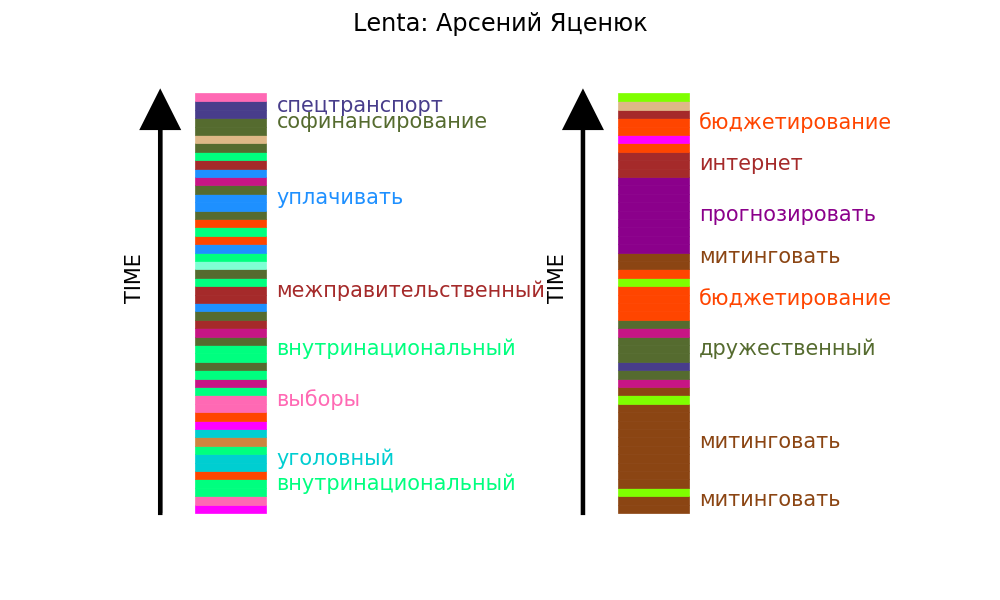 Lenta: Арсений Яценюк
TIME
спецтранспорт
софинансирование
уплачивать
межправительственный
внутринациональный
выборы
уголовный
внутринациональный
TIME
бюджетирование
интернет
прогнозировать
митинговать
бюджетирование
дружественный
митинговать
митинговать